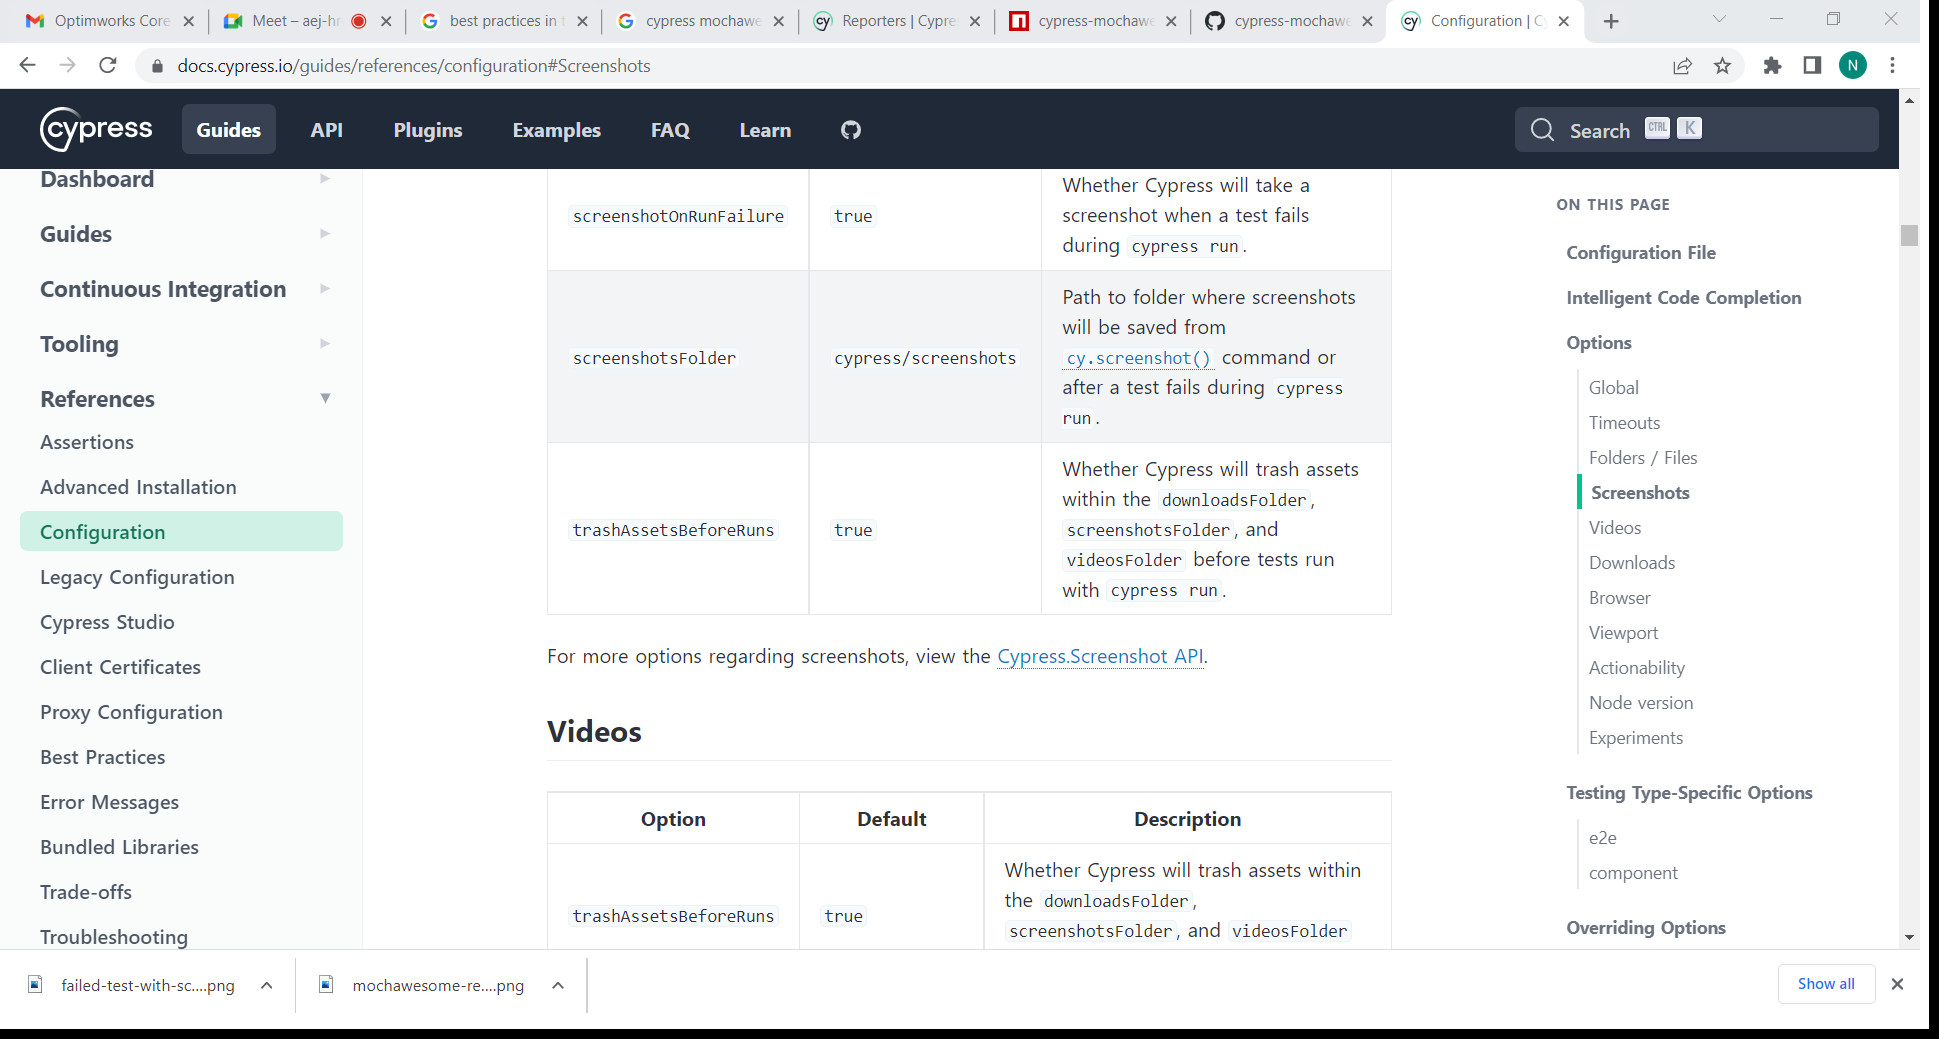 Optimworks Core
Meet – aej-hr
best practices in t
cypress mochawe
Reporters | Cypre
cypress-mochawe
cypress-mochawe
Configuration | Cy
docs.cypress.io/guides/references/configuration#Screenshots
N
cypress
Guides
API
Plugins
Examples
FAQ
Learn
Search CTRL K
Dashboard
Guides
Continuous Integration
Tooling
References
Assertions
Advanced Installation
Configuration
Legacy Configuration
Cypress Studio
Client Certificates
Proxy Configuration
Best Practices
Error Messages
Bundled Libraries
Trade-offs
Troubleshooting
screenshotOnRunFailure
true
Whether Cypress will take a
screenshot when a test fails
during cypress run.
screenshotsFolder
cypress/screenshots
Path to folder where screenshots
will be saved from
cy.screenshot() command or
after a test fails during cypress
run.
trashAssetsBeforeRuns
true
Whether Cypress will trash assets
within the downloadsFolder,
screenshotsFolder, and
videosFolder before tests run
with cypress run.
For more options regarding screenshots, view the Cypress.Screenshot API.
Videos
Option
Default
Description
trashAssetsBeforeRuns
true
Whether Cypress will trash assets within
the downloadsFolder,
screenshotsFolder, and videosFolder
ON THIS PAGE
Configuration File
Intelligent Code Completion
Options
Global
Timeouts
Folders / Files
Screenshots
Videos
Downloads
Browser
Viewport
Actionability
Node version
Experiments
Testing Type-Specific Options
e2e
component
Overriding Options
failed-test-with-sc....png
mochawesome-re....png
Show all